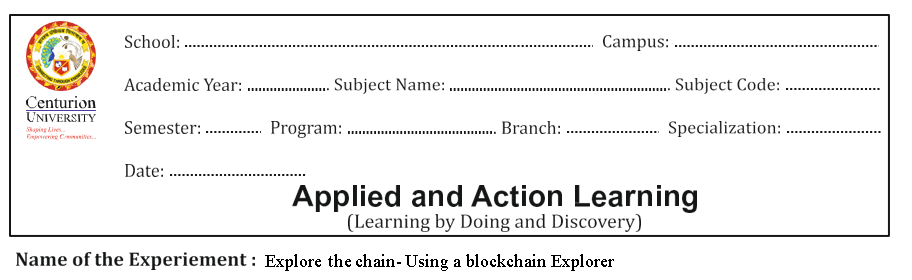 School: ........................ Campus: ........................
Centurion
UNIVERSITY
Shaping Lives...
Empowering Communities...
Academic Year: ........................ Subject Name: ........................ Subject Code: ........................
Semester: ............ Program: ........................ Branch: ........................ Specialization: ........................
Date: ........................
Applied and Action Learning
(Learning by Doing and Discovery)
Name of the Experiement : Explore the chain- Using a blockchain Explorer